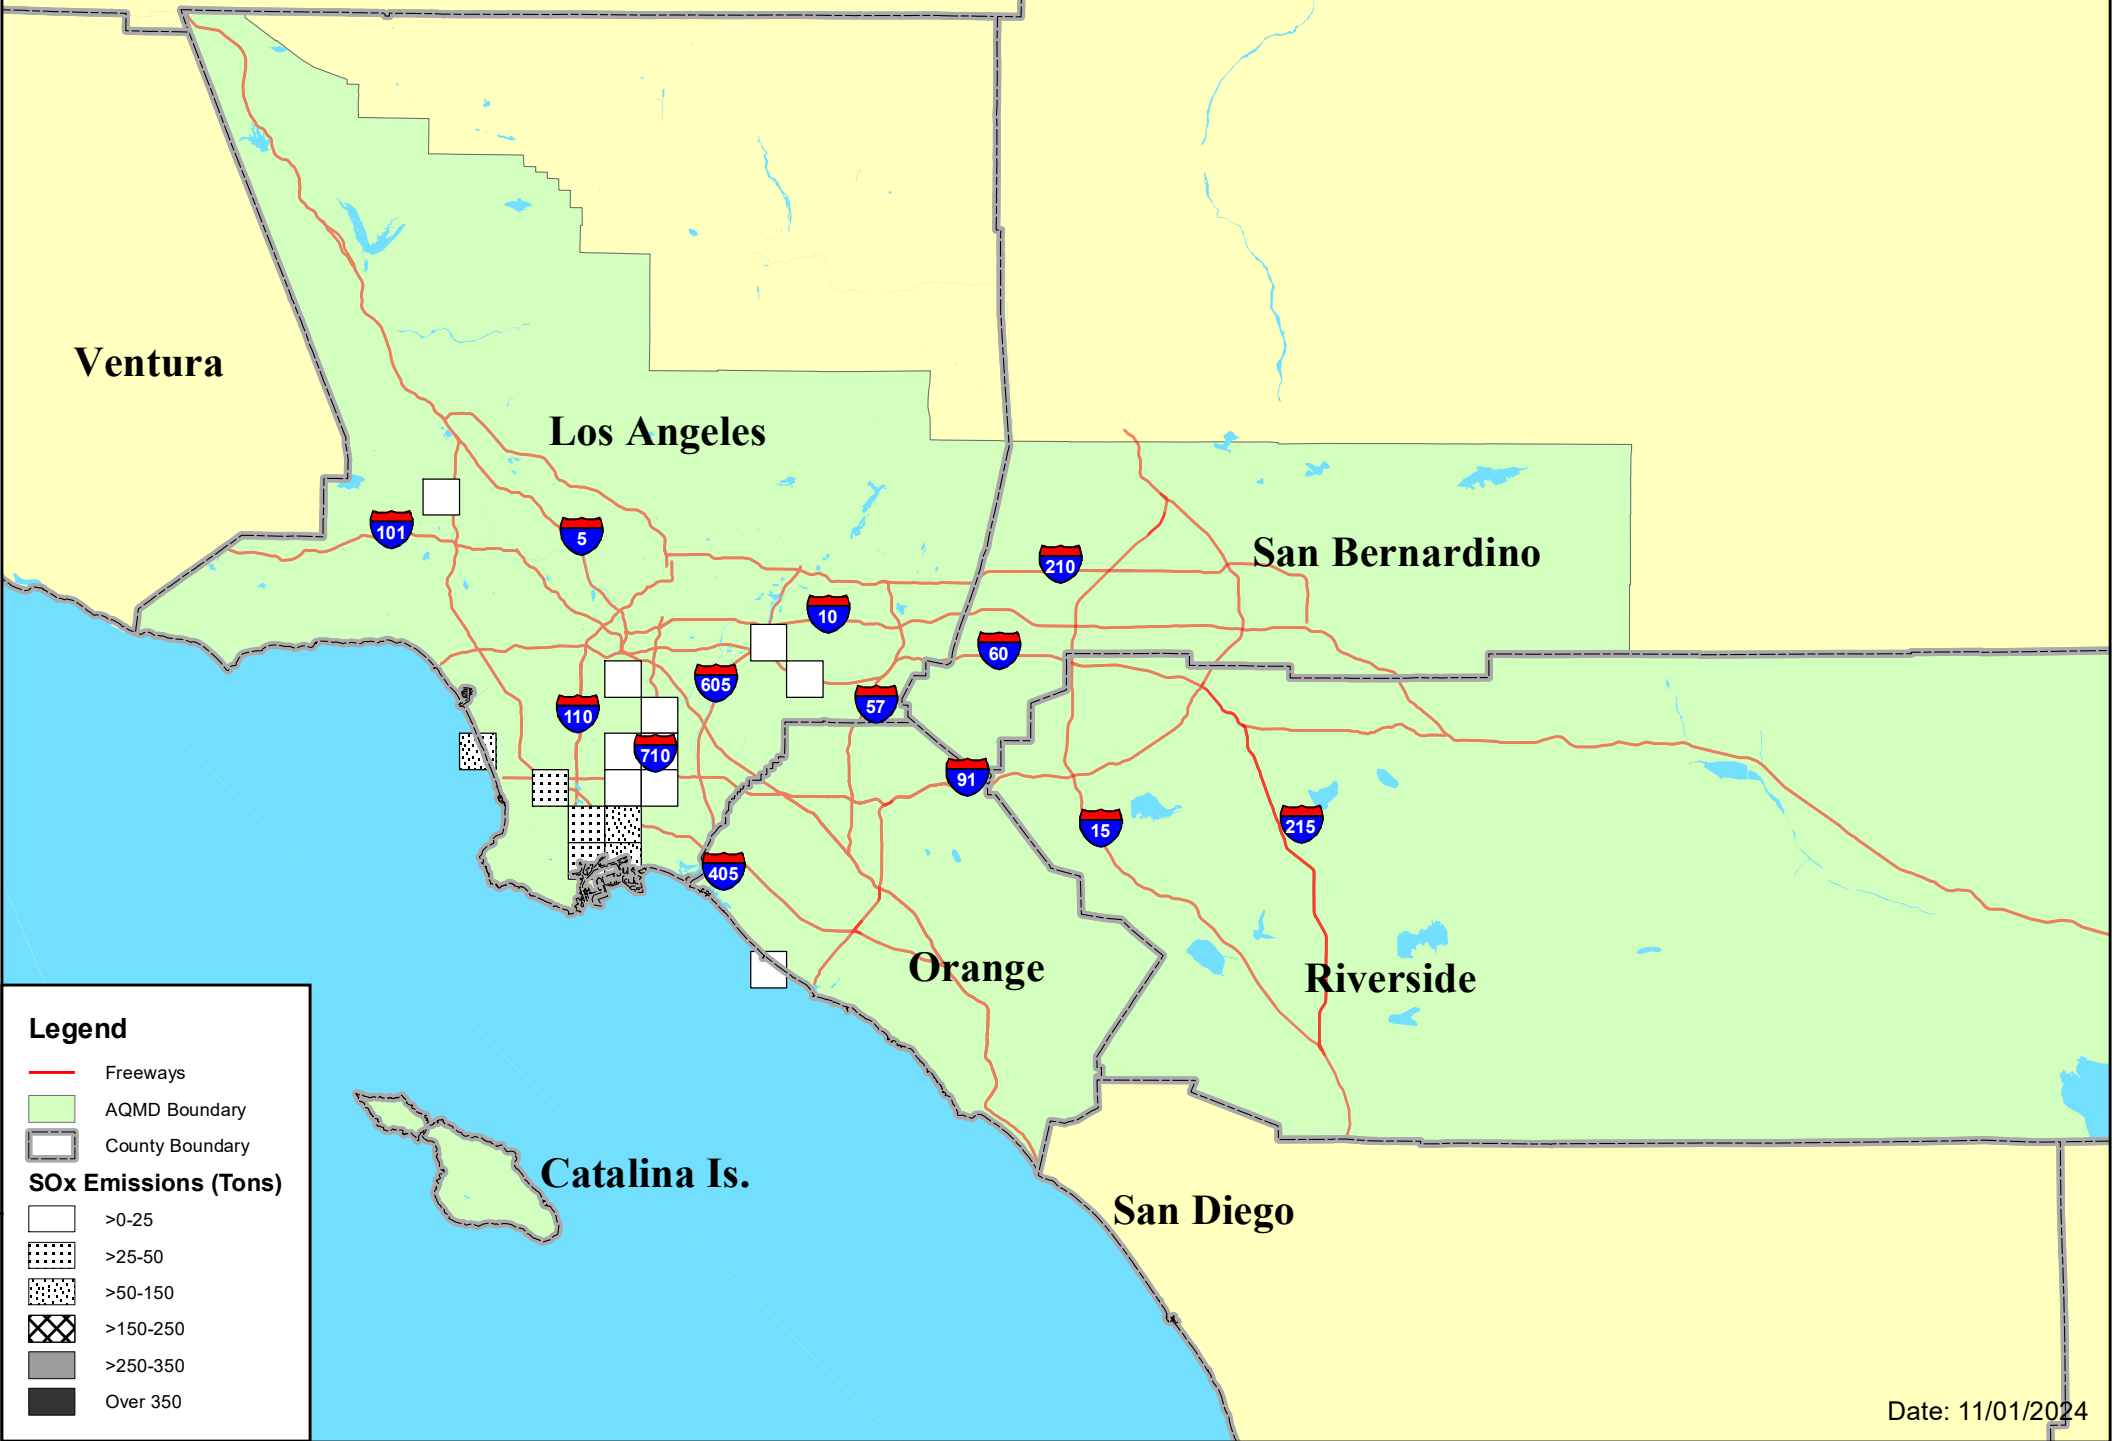 Ventura
Los Angeles
101
5
210
San Bernardino
10
60
605
57
110
710
91
15
215
405
Orange
Riverside
Legend
Freeways
AQMD Boundary
County Boundary
SOx Emissions (Tons)
>0-25
>25-50
>50-150
>150-250
>250-350
Over 350
Catalina Is.
San Diego
Date: 11/01/2024